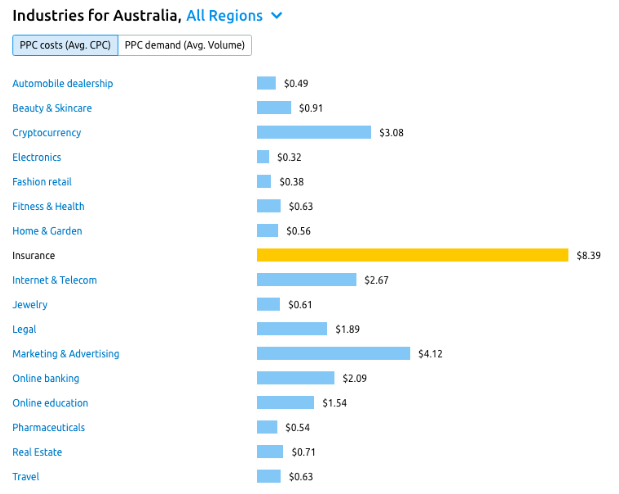 Industries for Australia, All Regions
PPC costs (Avg. CPC) PPC demand (Avg. Volume)
Automobile dealership $0.49
Beauty & Skincare $0.91
Cryptocurrency $3.08
Electronics $0.32
Fashion retail $0.38
Fitness & Health $0.63
Home & Garden $0.56
Insurance $8.39
Internet & Telecom $2.67
Jewelry $0.61
Legal $1.89
Marketing & Advertising $4.12
Online banking $2.09
Online education $1.54
Pharmaceuticals $0.54
Real Estate $0.71
Travel $0.63